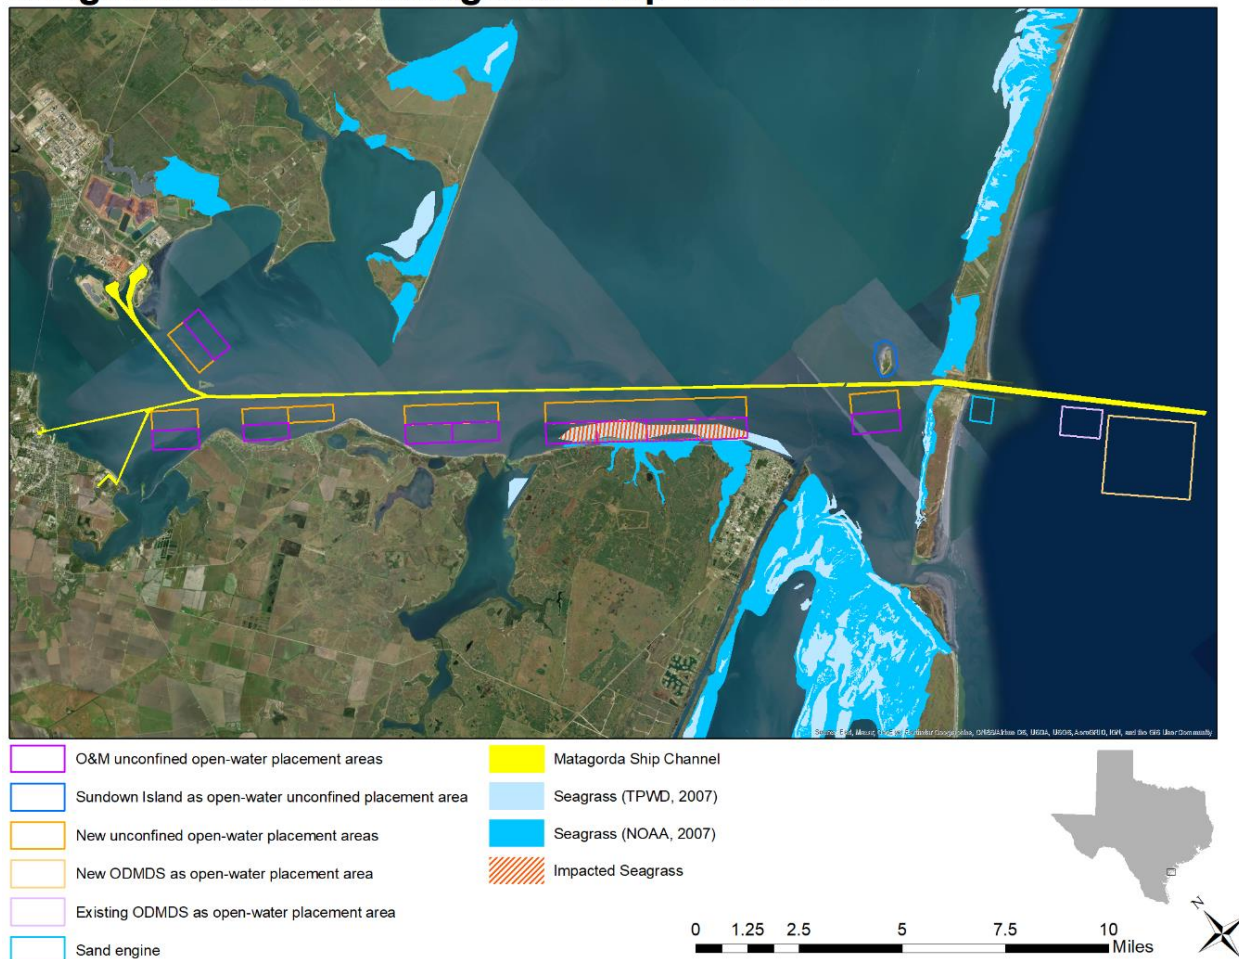 O&M unconfined open-water placement areas
Sundown Island as open-water unconfined placement area
New unconfined open-water placement areas
New ODMDS as open-water placement area
Existing ODMDS as open-water placement area
Sand engine
Matagorda Ship Channel
Seagrass (TPWD, 2007)
Seagrass (NOAA, 2007)
Impacted Seagrass
0 1.25 2.5 5 7.5 10
Miles
N